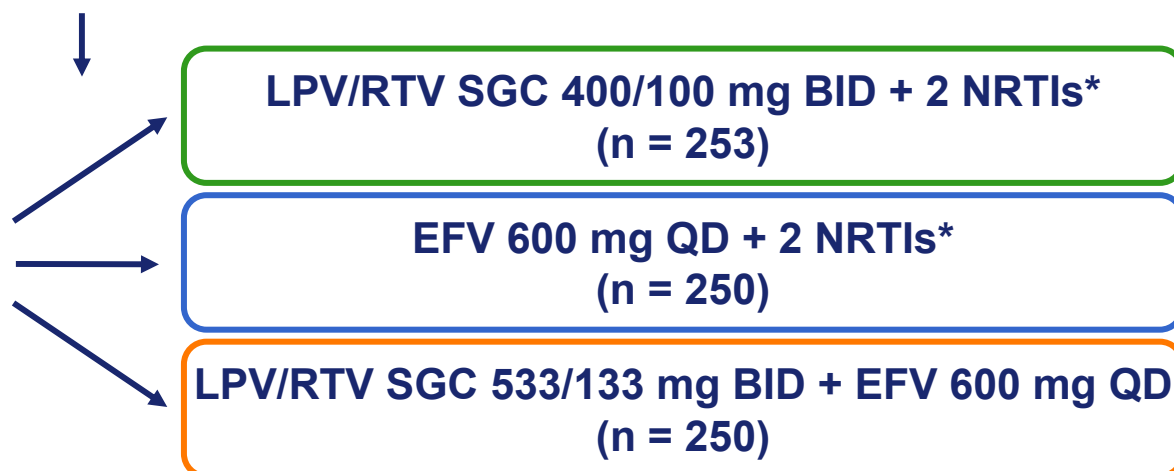 LPV/RTV SGC 400/100 mg BID + 2 NRTIs*
(n = 253)
EFV 600 mg QD + 2 NRTIs*
(n = 250)
LPV/RTV SGC 533/133 mg BID + EFV 600 mg QD
(n = 250)